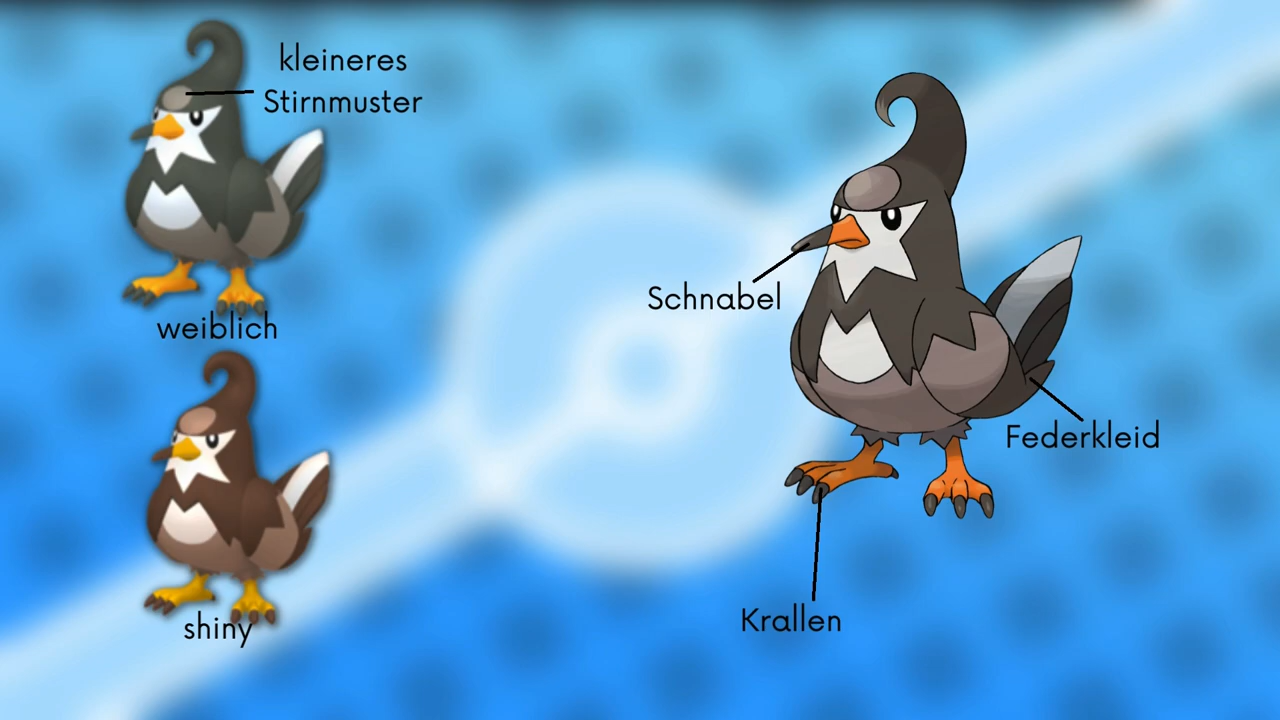 kleineres
Stirnmuster
weiblich
shiny
Schnabel
Federkleid
Krallen